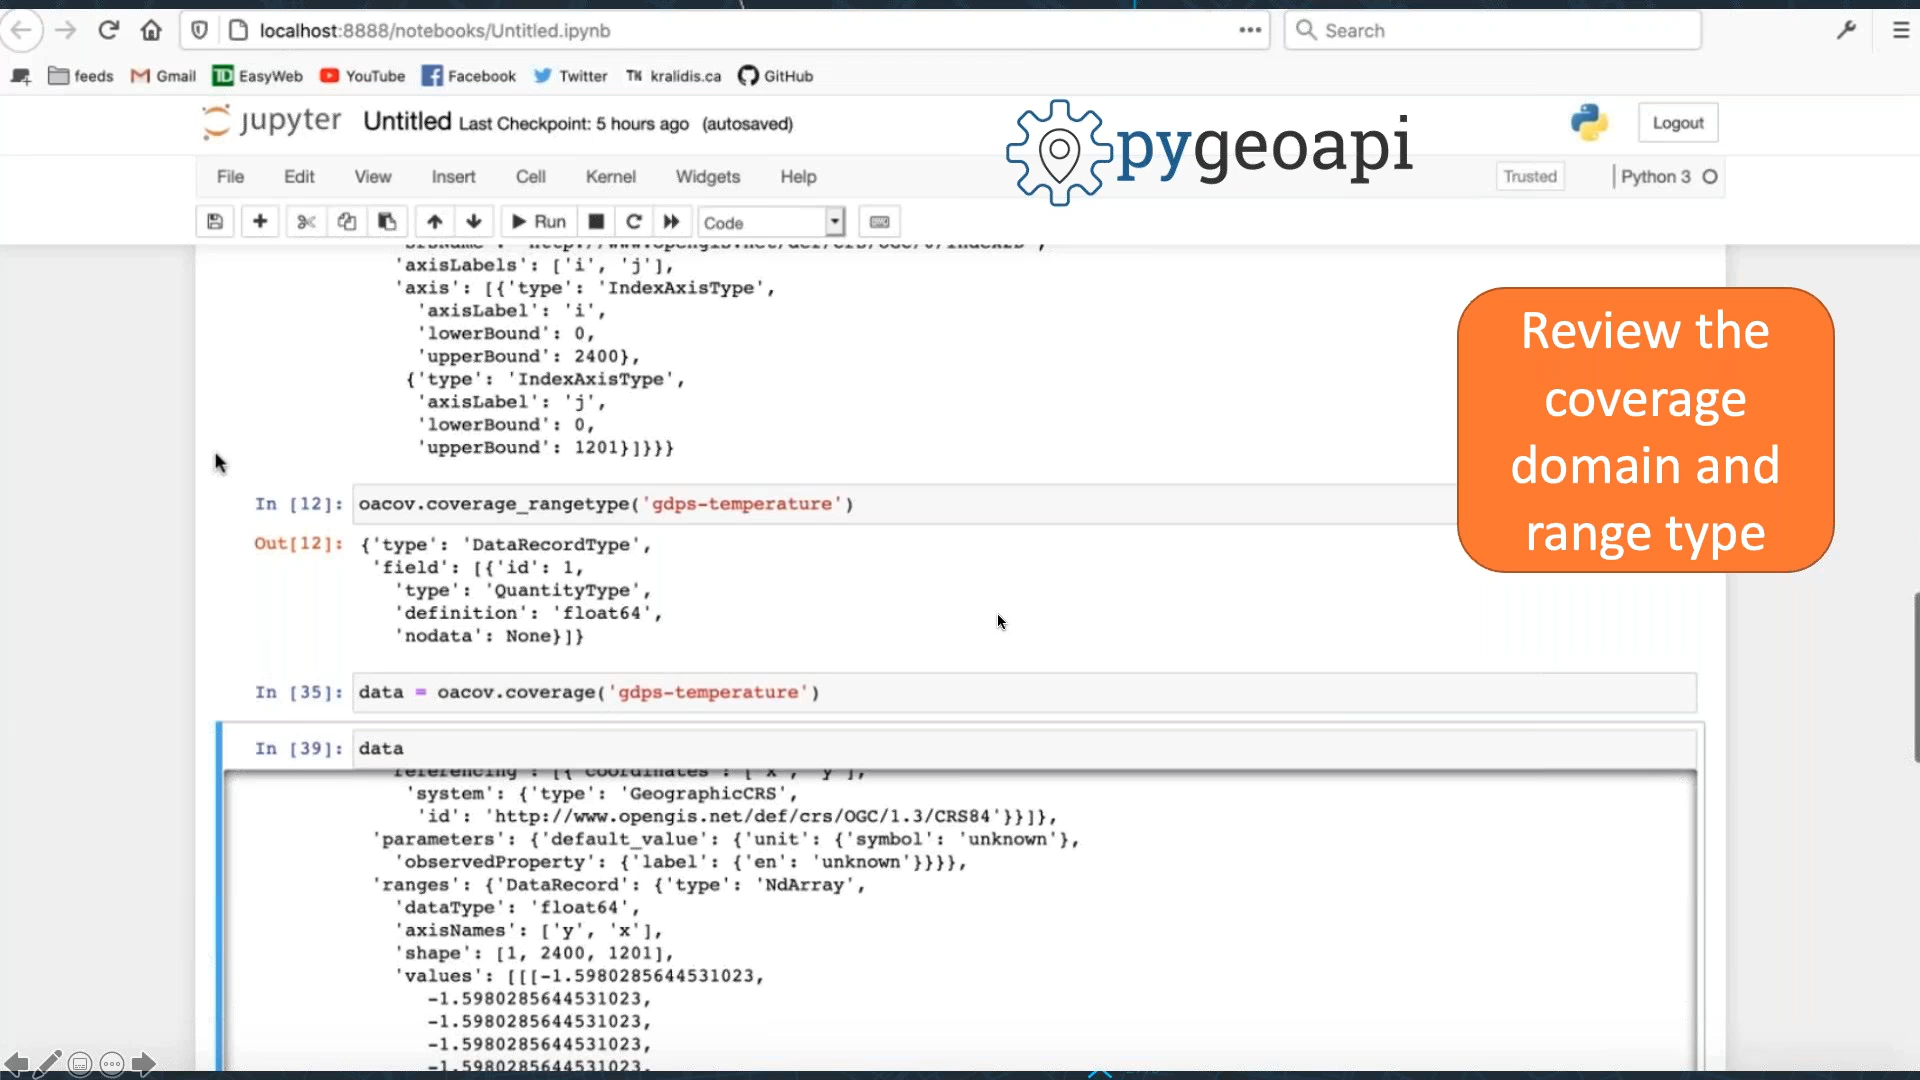 localhost:8888/notebooks/Untitled.ipynb
Search
feeds
Gmail
EasyWeb
YouTube
Facebook
Twitter
kralidis.ca
GitHub
jupyter
Untitled Last Checkpoint: 5 hours ago (autosaved)
pygeoapi
Logout
File Edit View Insert Cell Kernel Widgets Help
Trusted
Python 3
Run
Code
'axisLabels': ['i', 'j'],
'axis': [{'type': 'IndexAxisType',
'axisLabel': 'i',
'lowerBound': 0,
'upperBound': 2400},
{'type': 'IndexAxisType',
'axisLabel': 'j',
'lowerBound': 0,
'upperBound': 1201}]}}}
Review the
coverage
domain and
range type
In [12]: oacov.coverage_rangetype('gdps-temperature')
Out[12]: {'type': 'DataRecordType',
'field': [{'id': 1,
'type': 'QuantityType',
'definition': 'float64',
'nodata': None}]}
In [35]: data = oacov.coverage('gdps-temperature')
In [39]: data
'system': {'type': 'GeographicCRS',
'id': 'http://www.opengis.net/def/crs/OGC/1.3/CRS84'}}]},
'parameters': {'default_value': {'unit': {'symbol': 'unknown'},
'observedProperty': {'label': {'en': 'unknown'}}}},
'ranges': {'DataRecord': {'type': 'NdArray',
'dataType': 'float64',
'axisNames': ['y', 'x'],
'shape': [1, 2400, 1201],
'values': [[[-1.5980285644531023,
-1.5980285644531023,
-1.5980285644531023,
-1.5980285644531023,
-1.5980285644531023,